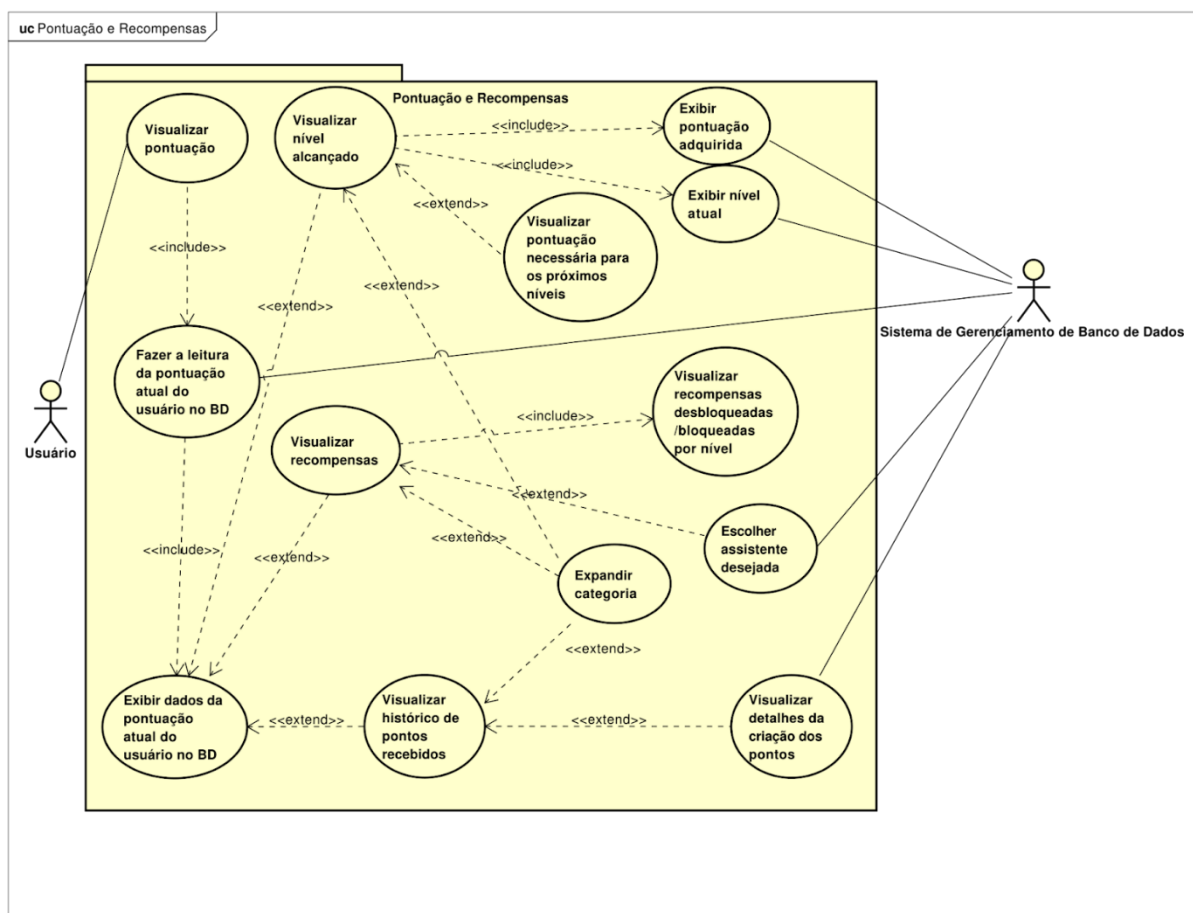 uc Pontuação e Recompensas
Pontuação e Recompensas
Visualizar
pontuação
Visualizar
nível
alcançado
<<include>>
Exibir
pontuação
adquirida
<<include>>
Exibir nível
atual
<<extend>>
Visualizar
pontuação
necessária para
os próximos
níveis
<<include>>
<<extend>>
<<extend>>
Sistema de Gerenciamento de Banco de Dados
Fazer a leitura
da pontuação
atual do
usuário no BD
Usuário
Visualizar
recompensas
<<include>>
Visualizar
recompensas
desbloqueadas
/bloqueadas
por nível
<<extend>>
Escolher
assistente
desejada
<<include>>
<<extend>>
<<extend>>
Expandir
categoria
<<extend>>
Exibir dados da
pontuação
atual do
usuário no BD
<<extend>>
Visualizar
histórico de
pontos
recebidos
<<extend>>
Visualizar
detalhes da
criação dos
pontos